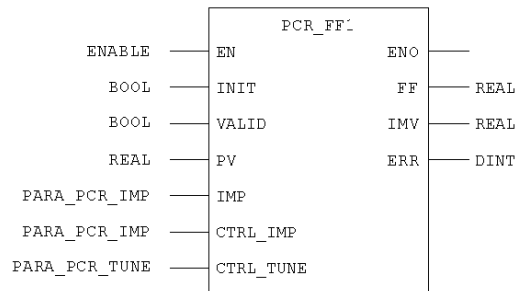 PCR_FF1
ENABLE EN ENO
BOOL INIT FF REAL
BOOL VALID IMV REAL
REAL PV ERR DINT
PARA_PCR_IMP IMP
PARA_PCR_IMP CTRL_IMP
PARA_PCR_TUNE CTRL_TUNE